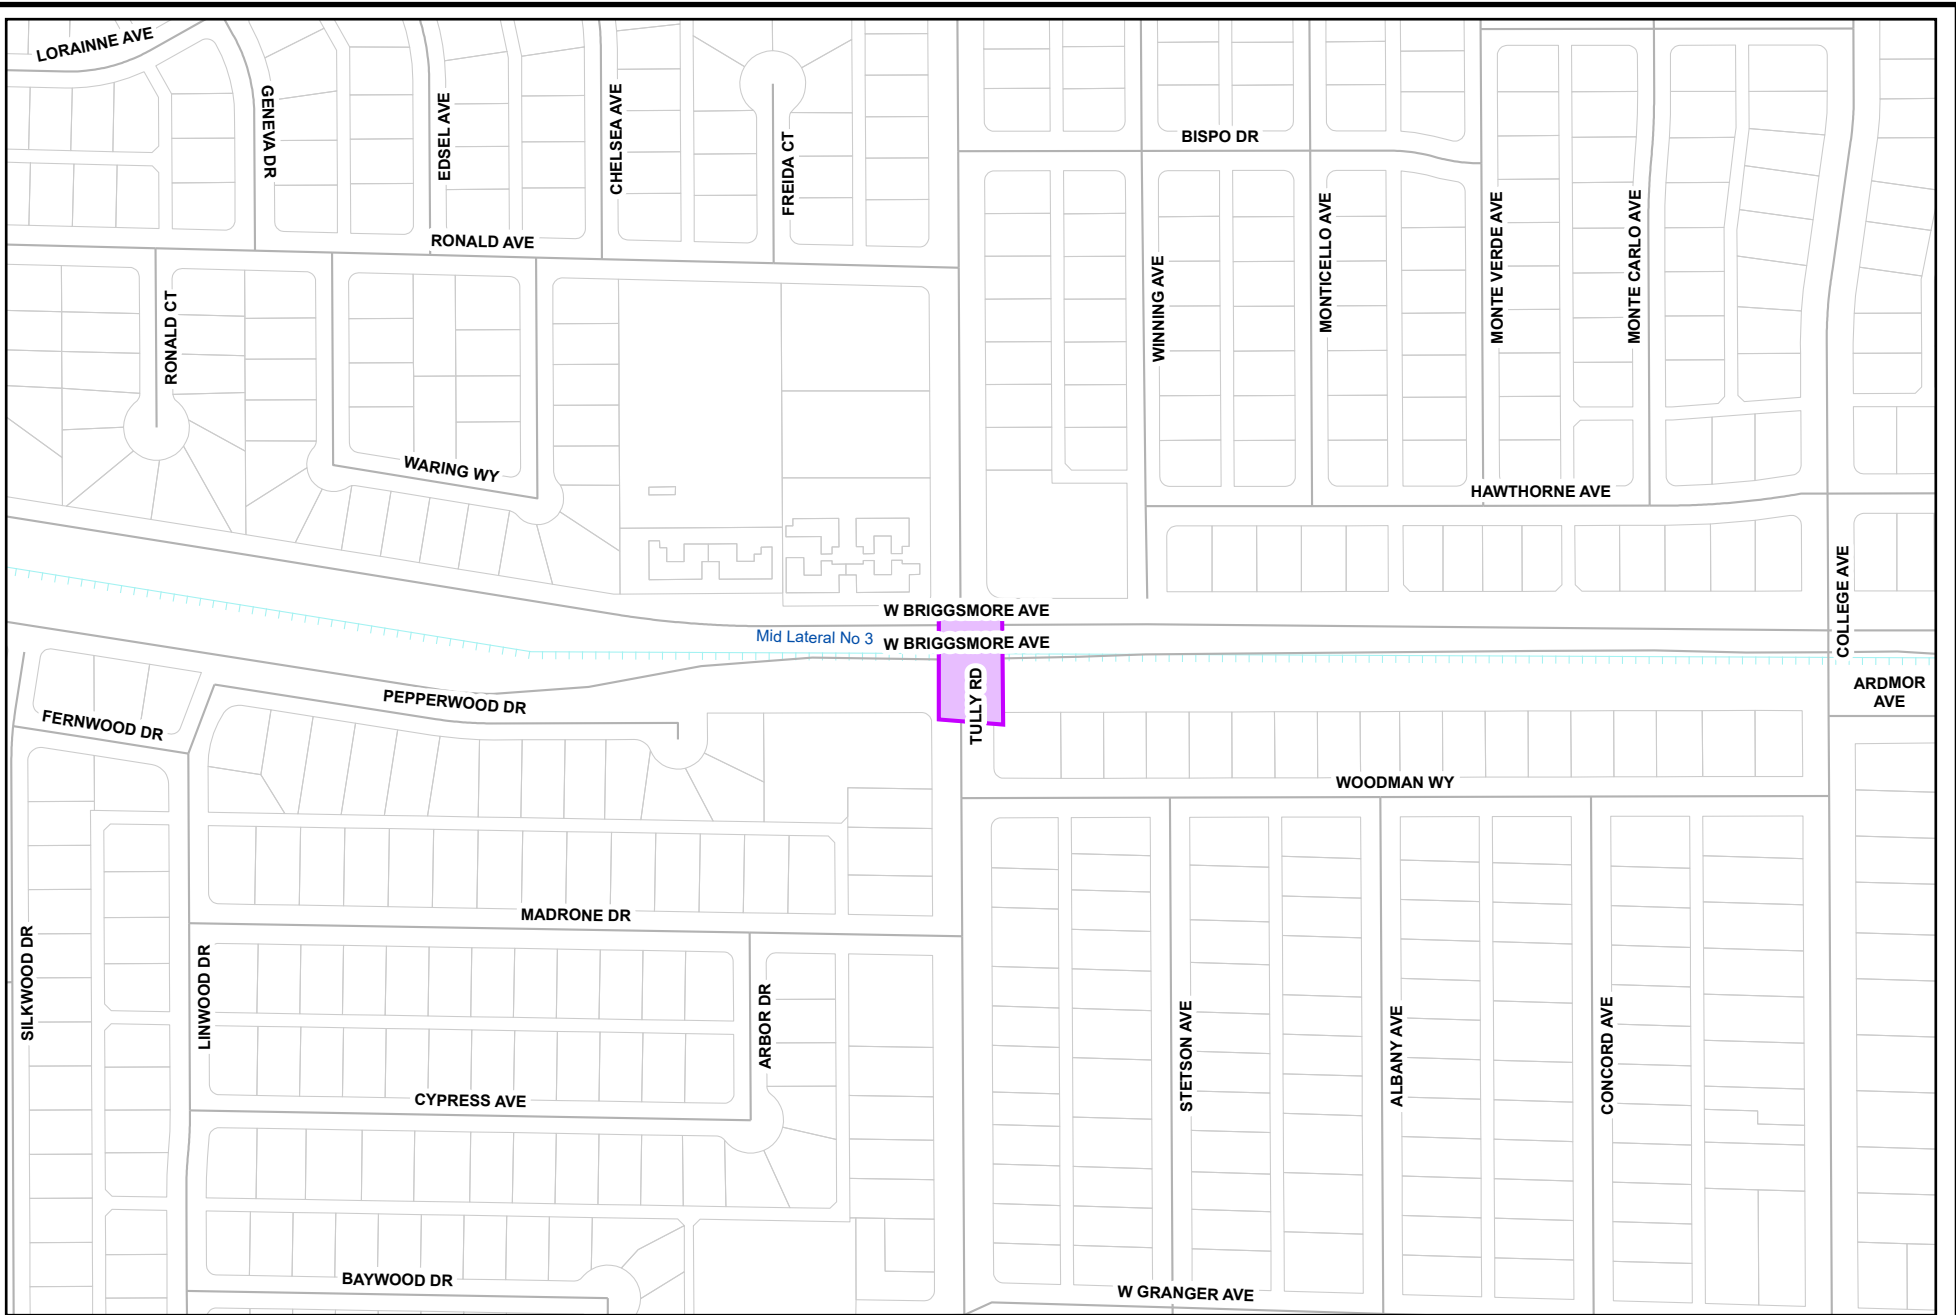 LORAINNE AVE
GENEVA DR
EDSEL AVE
CHELSEA AVE
FREIDA CT
BISPO DR
RONALD AVE
RONALD CT
WINNING AVE
MONTICELLO AVE
MONTE VERDE AVE
MONTE CARLO AVE
WARING WY
HAWTHORNE AVE
COLLEGE AVE
W BRIGGSMORE AVE
Mid Lateral No 3
W BRIGGSMORE AVE
TULLY RD
ARDMOR
AVE
PEPPERWOOD DR
FERNWOOD DR
WOODMAN WY
MADRONE DR
SILKWOOD DR
LINWOOD DR
ARBOR DR
STETSON AVE
ALBANY AVE
CONCORD AVE
CYPRESS AVE
BAYWOOD DR
W GRANGER AVE